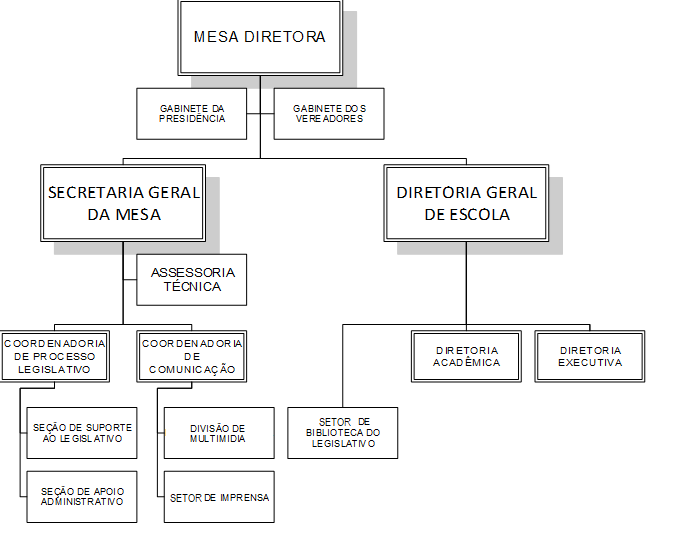 MESA DIRETORA
GABINETE DA
PRESIDÊNCIA
GABINETE DOS
VEREADORES
SECRETARIA GERAL
DA MESA
DIRETORIA GERAL
DE ESCOLA
ASSESSORIA
TÉCNICA
COORDENADORIA
DE PROCESSO
LEGISLATIVO
COORDENADORIA
DE
COMUNICAÇÃO
DIRETORIA
ACADÊMICA
DIRETORIA
EXECUTIVA
SEÇÃO DE SUPORTE
AO LEGISLATIVO
DIVISÃO DE
MULTIMIDIA
SETOR DE
BIBLIOTECA DO
LEGISLATIVO
SEÇÃO DE APOIO
ADMINISTRATIVO
SETOR DE IMPRENSA